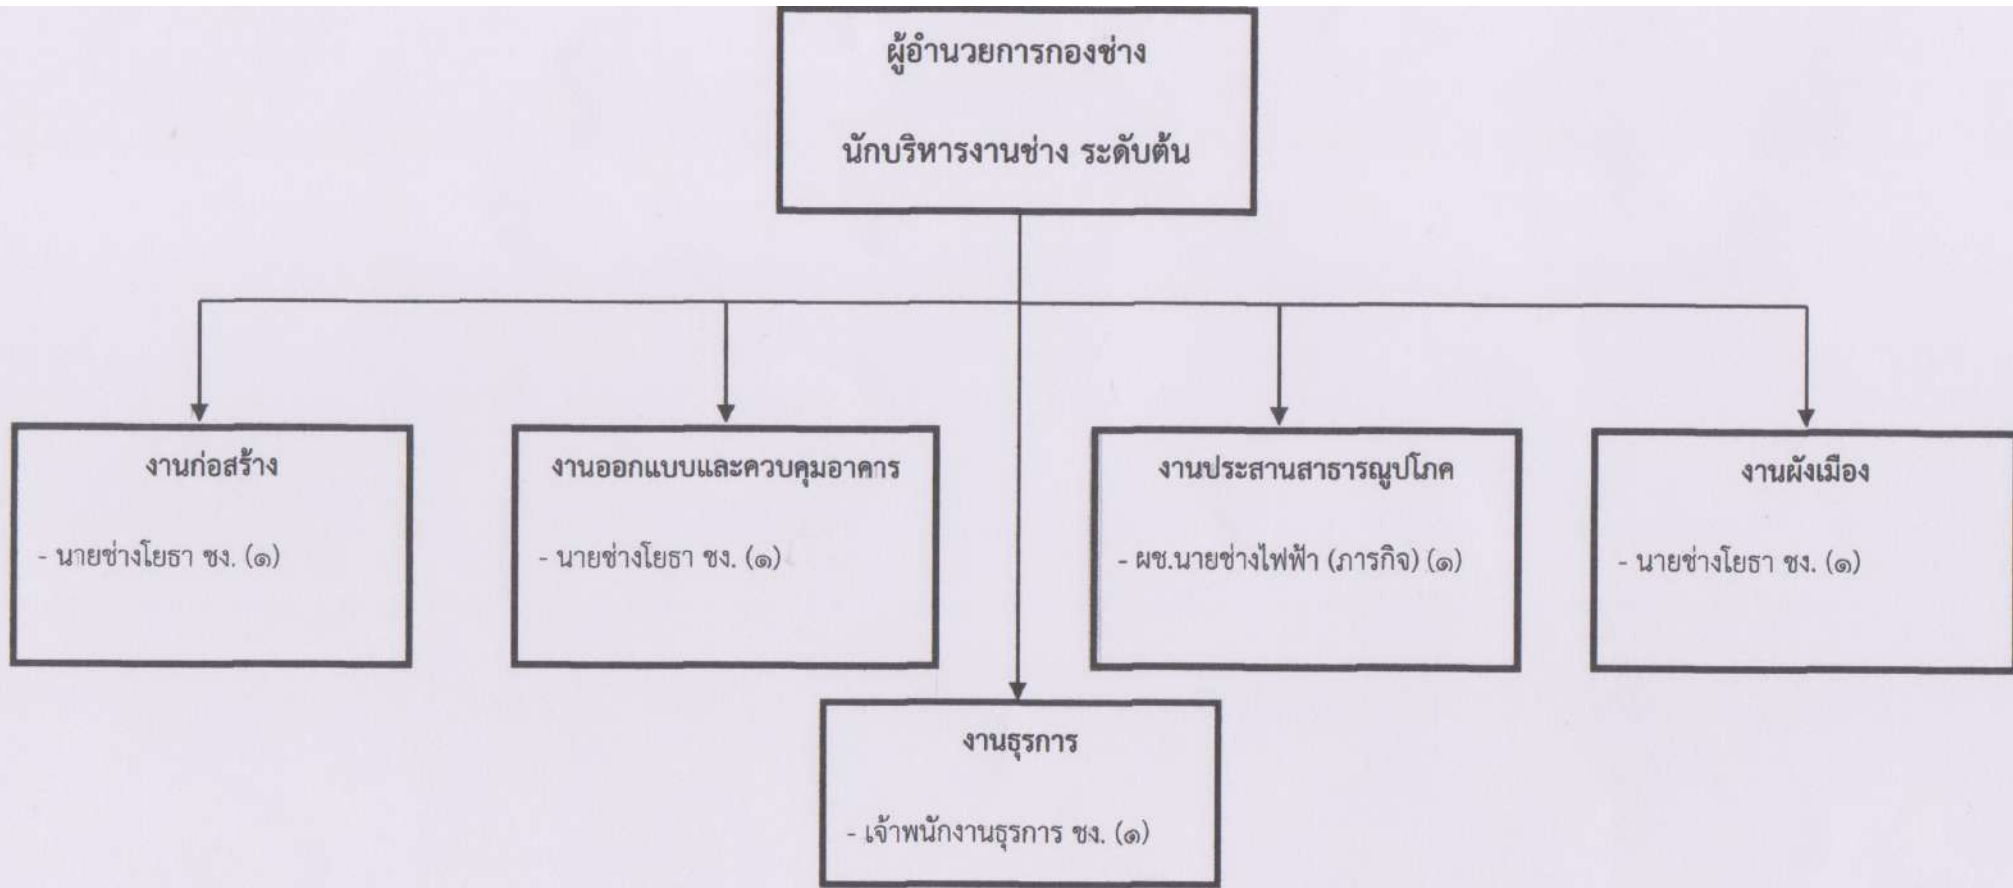 ผู้อำนวยการกองช่าง
นักบริหารงานช่าง ระดับต้น
งานก่อสร้าง
- นายช่างโยธา ชง. (๑)
งานออกแบบและควบคุมอาคาร
- นายช่างโยธา ชง. (๑)
งานประสานสาธารณูปโภค
- ผช.นายช่างไฟฟ้า (ภารกิจ) (๑)
งานผังเมือง
- นายช่างโยธา ชง. (๑)
งานธุรการ
- เจ้าพนักงานธุรการ ชง. (๑)